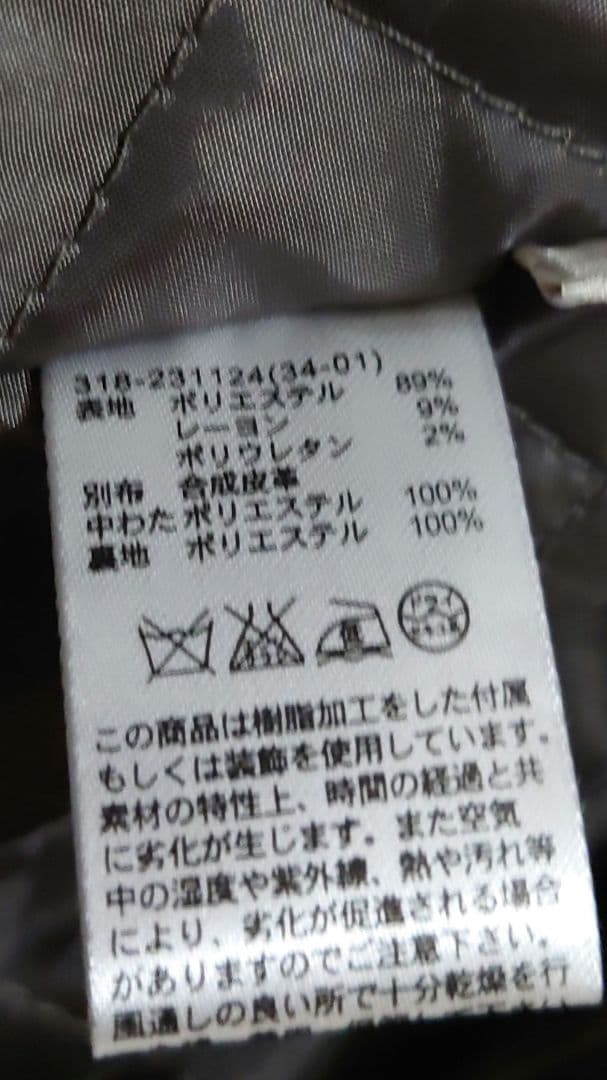 318-231124(34-01)
表地 ポリエステル 89%
レーヨン 9%
ポリウレタン 2%
別布 合成皮革
中わた ポリエステル 100%
裏地 ポリエステル 100%
ドライ
この商品は樹脂加工をした付属
もしくは装飾を使用しています。
素材の特性上、時間の経過と共
に劣化が生じます。また空気
中の湿度や紫外線、熱や汚れ等
により、劣化が促進される場合
がありますのでご注意下さい。
風通しの良い所で十分乾燥を行